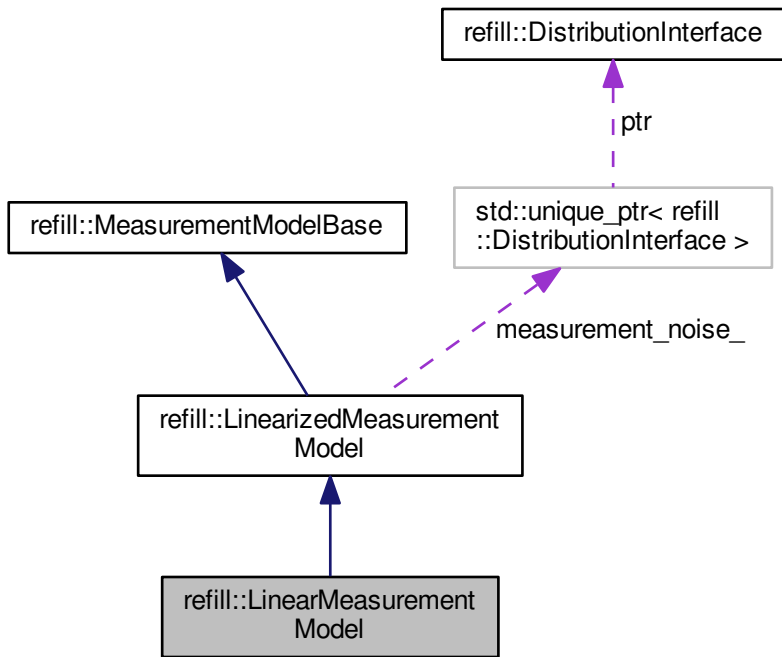 refill::DistributionInterface
ptr
refill::MeasurementModelBase
std::unique_ptr< refill
::DistributionInterface >
measurement_noise_
refill::LinearizedMeasurement
Model
refill::LinearMeasurement
Model